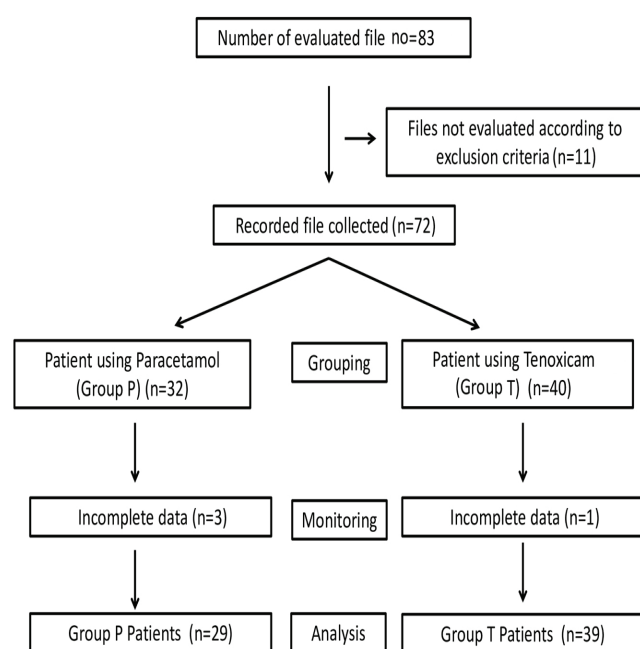 Number of evaluated file no=83
Files not evaluated according to
exclusion criteria (n=11)
Recorded file collected (n=72)
Patient using Paracetamol
(Group P) (n=32)
Grouping
Patient using Tenoxicam
(Group T) (n=40)
Incomplete data (n=3)
Monitoring
Incomplete data (n=1)
Group P Patients (n=29)
Analysis
Group T Patients (n=39)